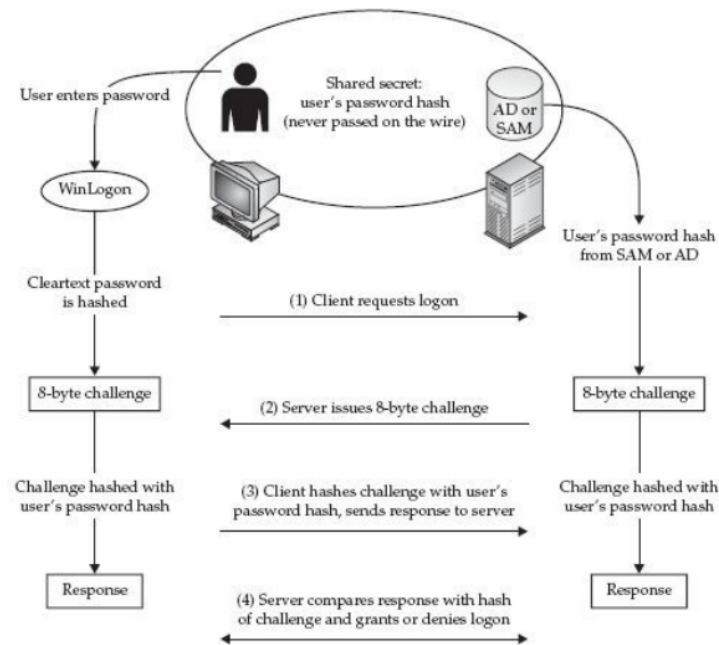 User enters password
Shared secret:
user's password hash
(never passed on the wire)
AD or
SAM
WinLogon
User's password hash
from SAM or AD
Cleartext password
is hashed
(1) Client requests logon
8-byte challenge
8-byte challenge
(2) Server issues 8-byte challenge
Challenge hashed with
user's password hash
(3) Client hashes challenge with user's
password hash, sends response to server
Challenge hashed with
user's password hash
Response
Response
(4) Server compares response with hash
of challenge and grants or denies logon